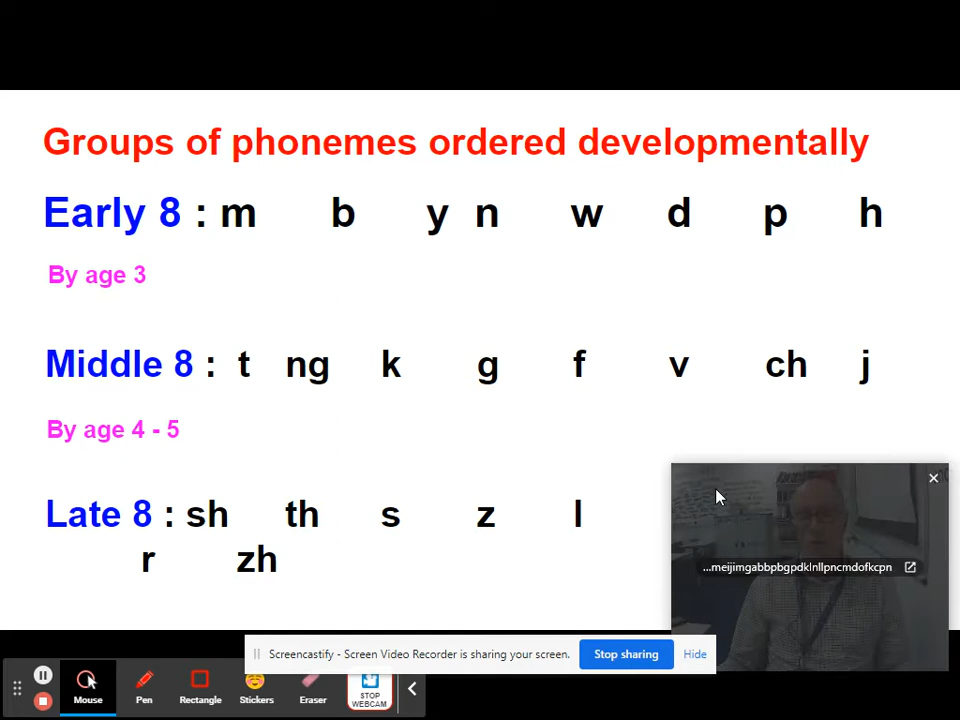 Groups of phonemes ordered developmentally
Early 8 : m b y n w d p h
By age 3
Middle 8 : t ng k g f v ch j
By age 4 - 5
Late 8 : sh th s z l
r zh
...meijimgabbpbgpdklnllpncmdofkcpn
Screencastify - Screen Video Recorder is sharing your screen. Stop sharing Hide
Mouse Pen Rectangle Stickers Eraser STOP WEBCAM